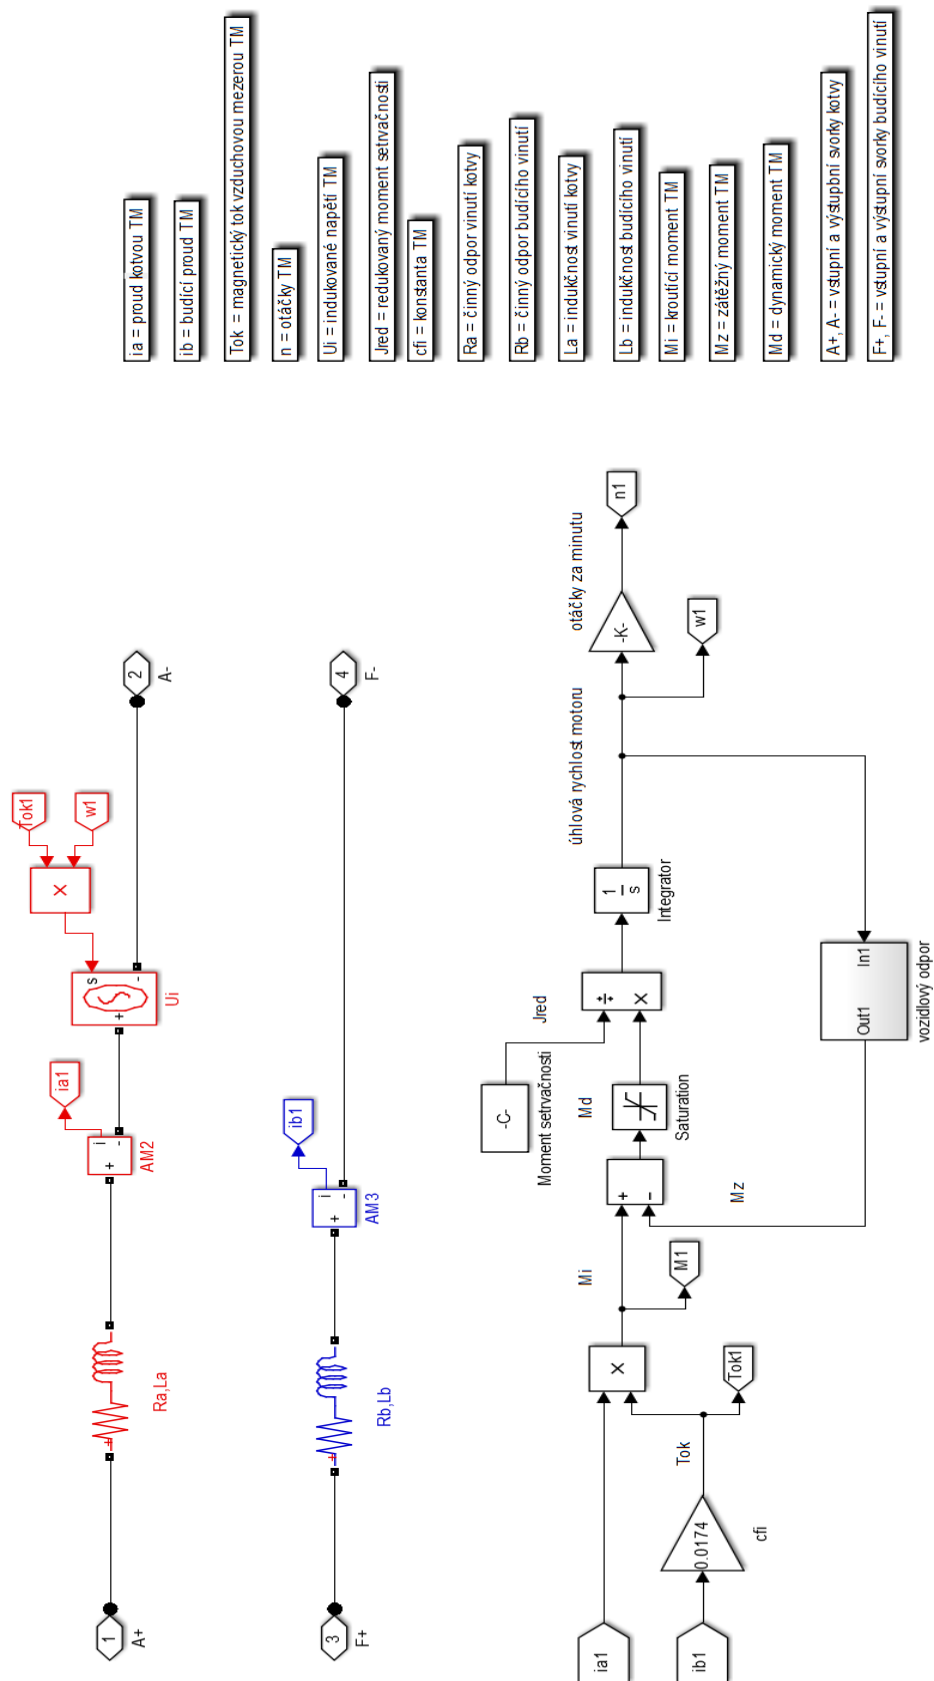 1
A+
Ra,La
+ i -
AM2
ia1
+ s -
Ui
X
Tok1
w1
2
A-
3
F+
Rb,Lb
+ i -
AM3
ib1
4
F-
ia1
ib1
0.0174
cfi
Tok
Tok1
X
M1
Mi
+
-
Mz
Md
Saturation
-C-
Moment setrvačnosti
Jred
÷
X
1
s
Integrator
úhlová rychlost motoru
-K-
otáčky za minutu
n1
w1
Out1 In1
vozidlový odpor
ia = proud kotvou TM
ib = budící proud TM
Tok = magnetický tok vzduchovou mezerou TM
n = otáčky TM
Ui = indukované napětí TM
Jred = redukovaný moment setrvačnosti
cfi = konstanta TM
Ra = činný odpor vinutí kotvy
Rb = činný odpor budícího vinutí
La = indukčnost vinutí kotvy
Lb = indukčnost budícího vinutí
Mi = kroutící moment TM
Mz = zátěžný moment TM
Md = dynamický moment TM
A+, A- = vstupní a výstupbní svorky kotvy
F+, F- = vstupní a výstupní svorky budícího vinutí